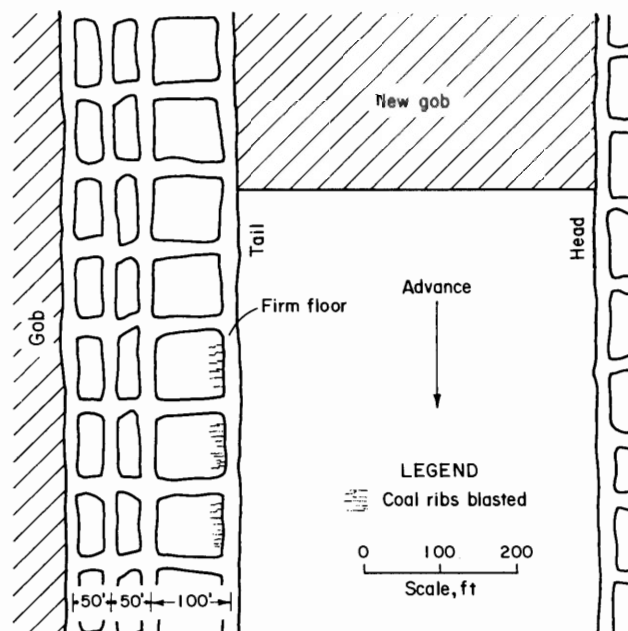 New gob
Tail
Head
Advance
Firm floor
Gob
LEGEND
Coal ribs blasted
0 100 200
Scale, ft
50' 50' 100'